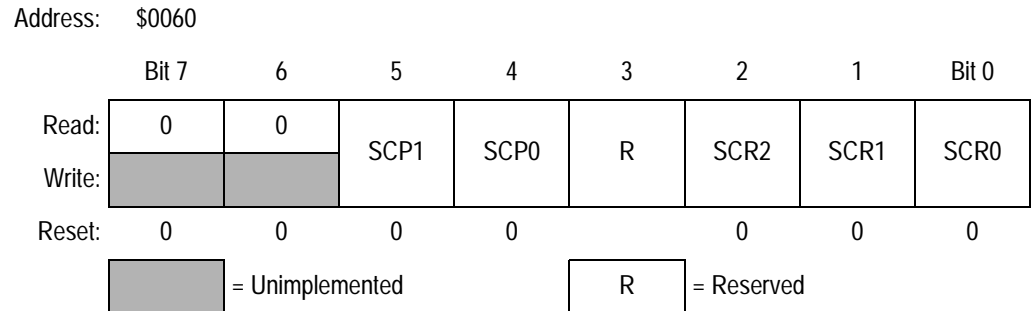 Address: $0060
Bit 7 6 5 4 3 2 1 Bit 0
Read: 0 0 SCP1 SCP0 R SCR2 SCR1 SCR0
Write:
Reset: 0 0 0 0 0 0 0
= Unimplemented R = Reserved